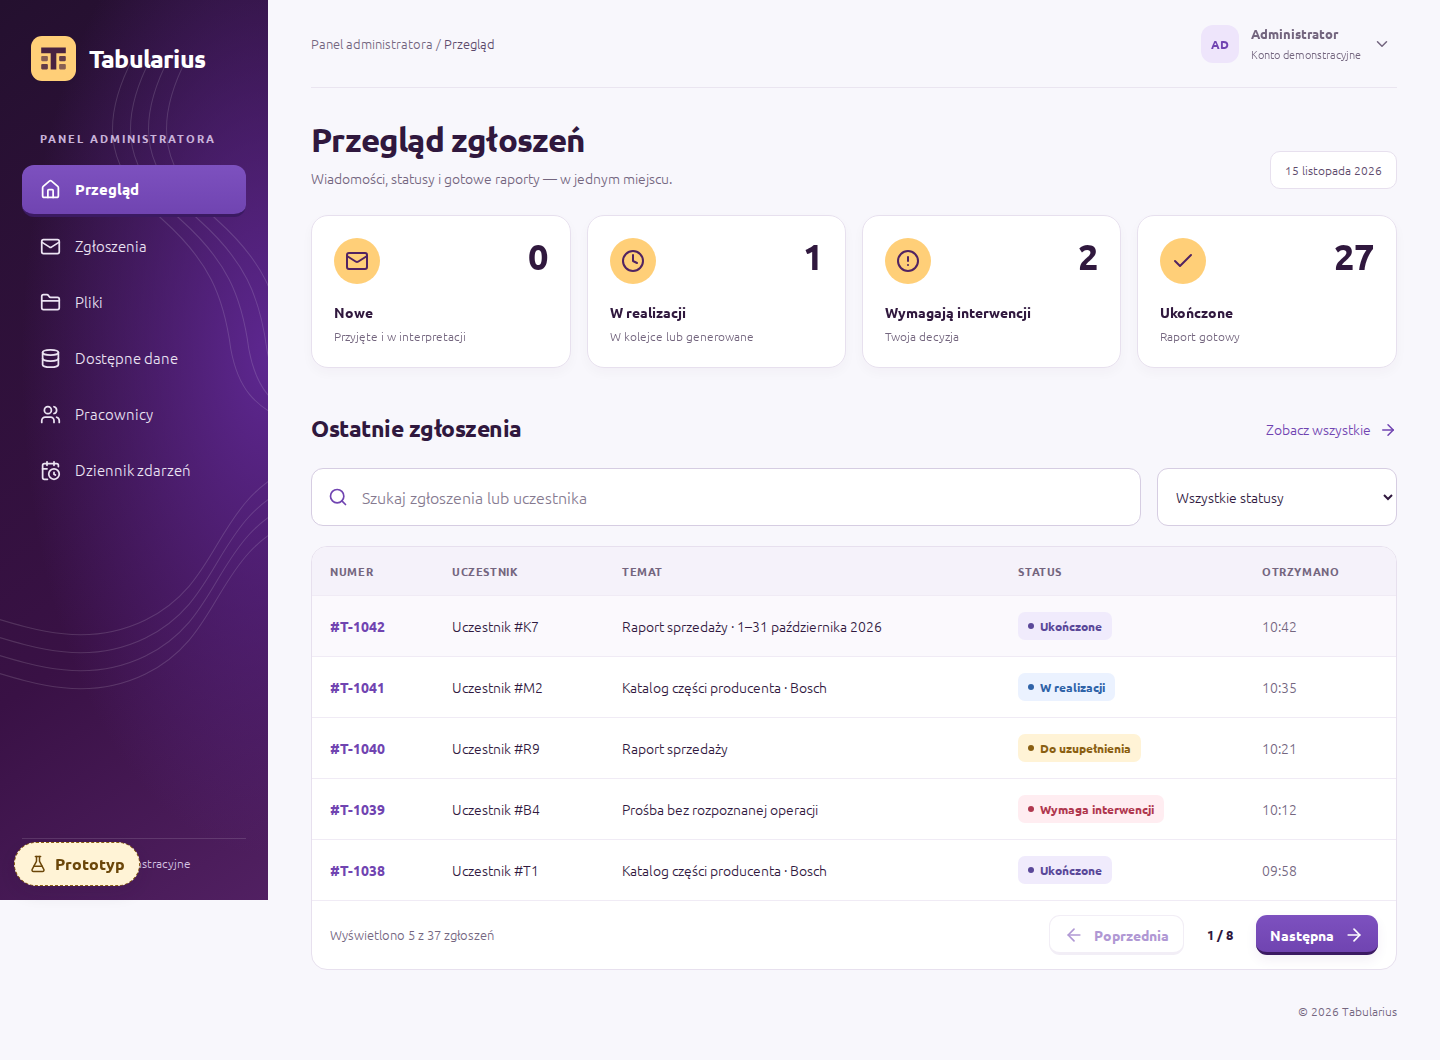 Tabularius
PANEL ADMINISTRATORA
Przegląd
Zgłoszenia
Pliki
Dostępne dane
Pracownicy
Dziennik zdarzeń
Prototyp
Panel administratora / Przegląd
AD
Administrator
Konto demonstracyjne
Przegląd zgłoszeń
Wiadomości, statusy i gotowe raporty — w jednym miejscu.
15 listopada 2026
0
Nowe
Przyjęte i w interpretacji
1
W realizacji
W kolejce lub generowane
2
Wymagają interwencji
Twoja decyzja
27
Ukończone
Raport gotowy
Ostatnie zgłoszenia
Zobacz wszystkie
Szukaj zgłoszenia lub uczestnika
Wszystkie statusy
NUMER UCZESTNIK TEMAT STATUS OTRZYMANO
#T-1042 Uczestnik #K7 Raport sprzedaży · 1–31 października 2026 Ukończone 10:42
#T-1041 Uczestnik #M2 Katalog części producenta · Bosch W realizacji 10:35
#T-1040 Uczestnik #R9 Raport sprzedaży Do uzupełnienia 10:21
#T-1039 Uczestnik #B4 Prośba bez rozpoznanej operacji Wymaga interwencji 10:12
#T-1038 Uczestnik #T1 Katalog części producenta · Bosch Ukończone 09:58
Wyświetlono 5 z 37 zgłoszeń
Poprzednia 1 / 8 Następna
© 2026 Tabularius